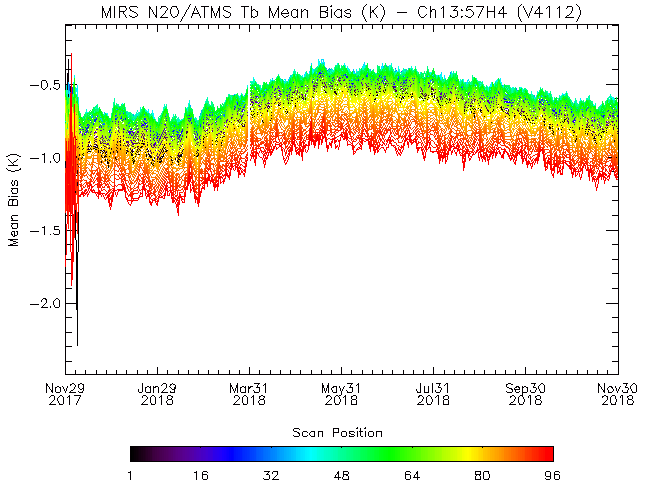 MIRS N20/ATMS Tb Mean Bias (K) − Ch13:57H4 (V4112)
Mean Bias (K)
−0.5
−1.0
−1.5
−2.0
Nov29 Jan29 Mar31 May31 Jul31 Sep30 Nov30
2017 2018 2018 2018 2018 2018 2018
Scan Position
1 16 32 48 64 80 96